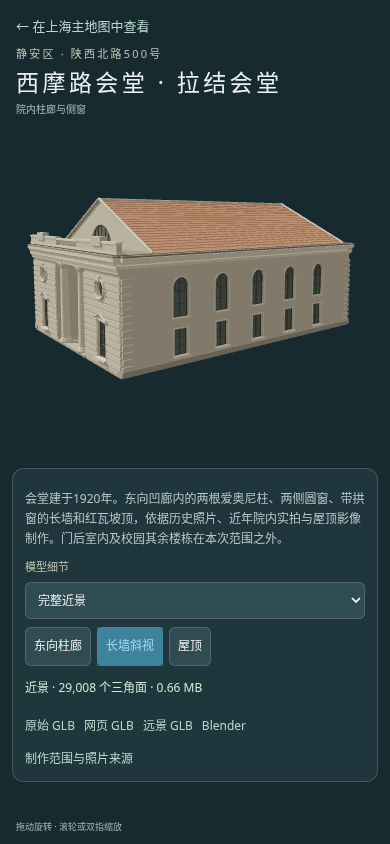 ← 在上海主地图中查看
静安区 · 陕西北路500号
西摩路会堂 · 拉结会堂
院内柱廊与侧窗
会堂建于1920年。东向凹廊内的两根爱奥尼柱、两侧圆窗、带拱
窗的长墙和红瓦坡顶，依据历史照片、近年院内实拍与屋顶影像
制作。门后室内及校园其余楼栋在本次范围之外。
模型细节
完整近景
东向柱廊 长墙斜视 屋顶
近景 · 29,008 个三角面 · 0.66 MB
原始 GLB 网页 GLB 远景 GLB Blender
制作范围与照片来源
拖动旋转 · 滚轮或双指缩放